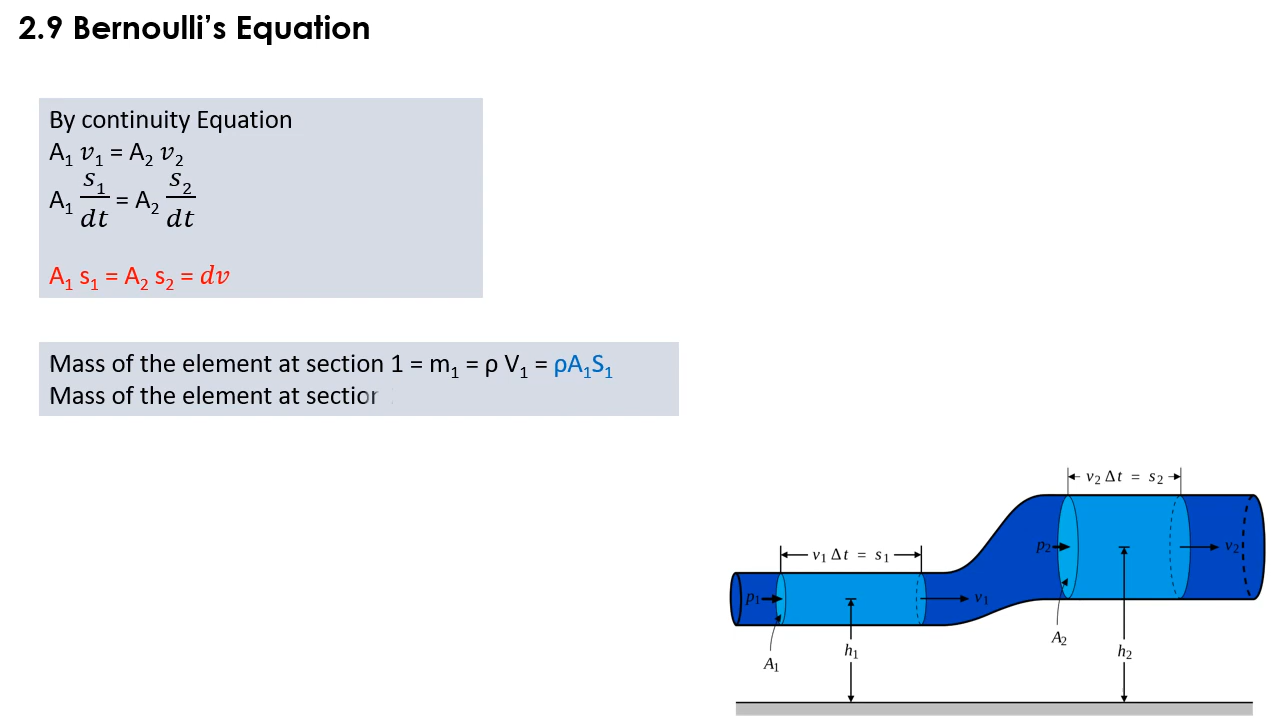 2.9 Bernoulli's Equation
By continuity Equation
A₁ v₁ = A₂ v₂
A₁ s₁/dt = A₂ s₂/dt
A₁ s₁ = A₂ s₂ = dv
Mass of the element at section 1 = m₁ = ρ V₁ = ρA₁S₁
Mass of the element at section
v₂ Δt = s₂
v₁ Δt = s₁
p₂
v₂
p₁
v₁
A₂
h₁
h₂
A₁